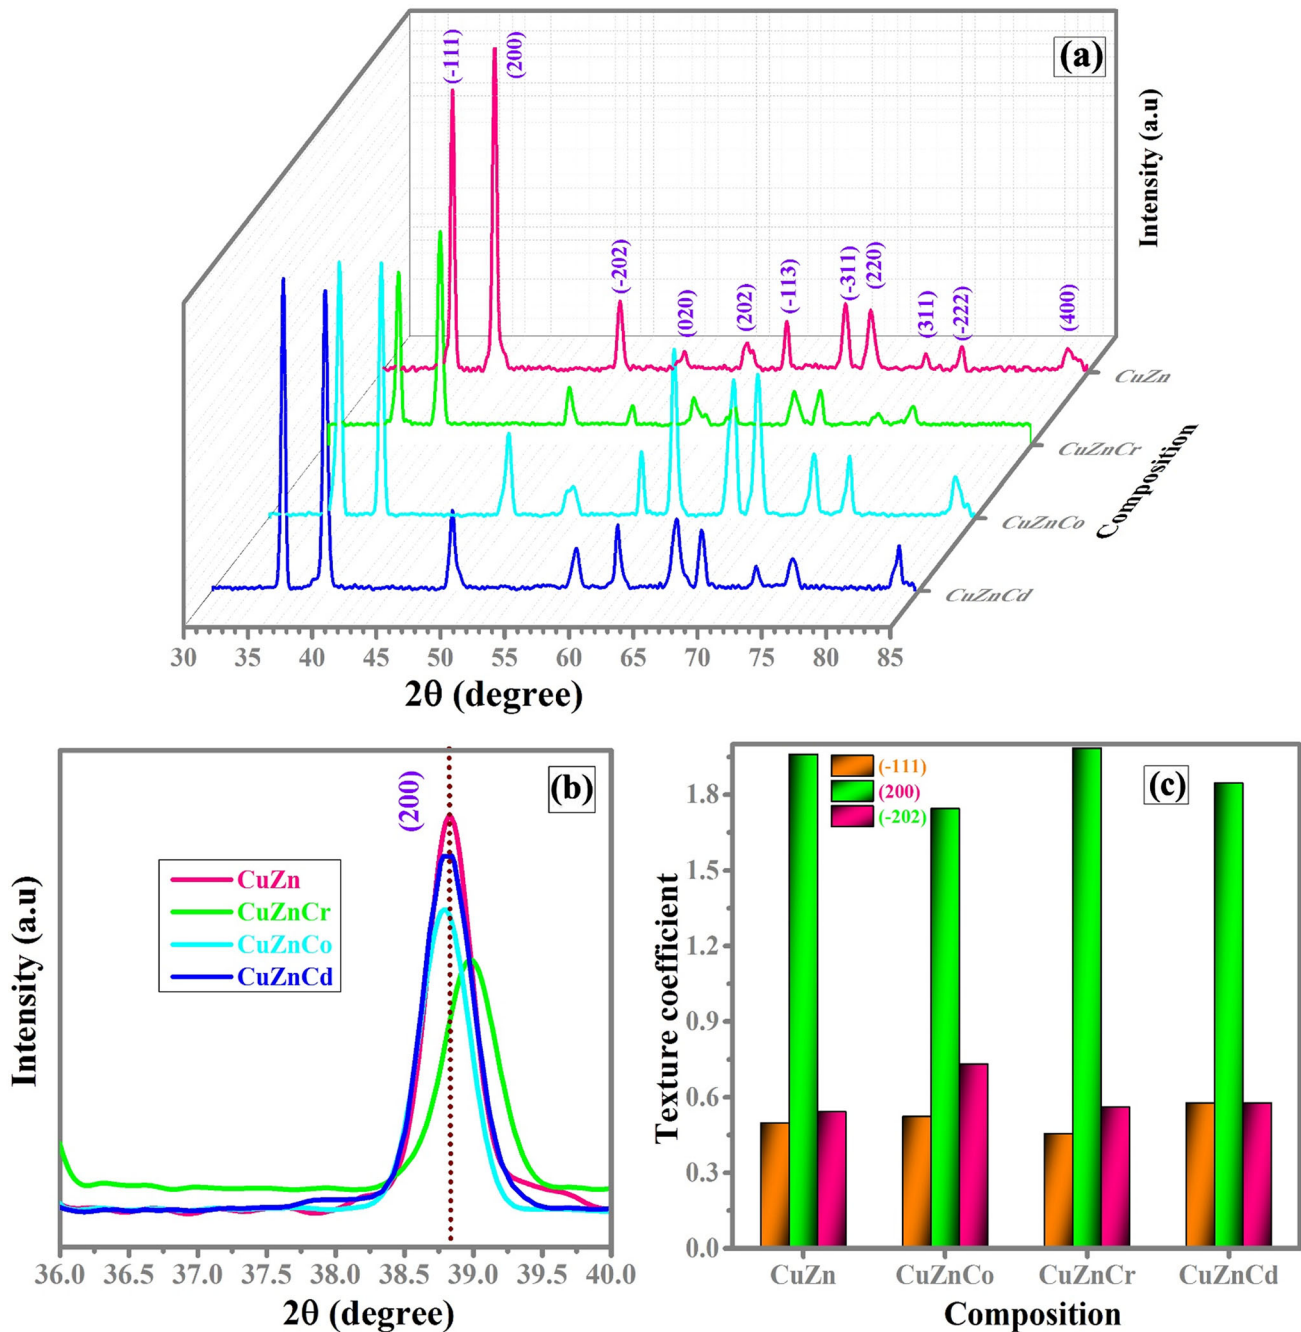 (a)
(-111)
(200)
(-202)
(020)
(202)
(-113)
(-311)
(220)
(311)
(-222)
(400)
Intensity (a.u)
CuZn
CuZnCr
CuZnCo
CuZnCd
Composition
30 35 40 45 50 55 60 65 70 75 80 85
2θ (degree)
(b)
(200)
CuZn
CuZnCr
CuZnCo
CuZnCd
Intensity (a.u)
36.0 36.5 37.0 37.5 38.0 38.5 39.0 39.5 40.0
2θ (degree)
(c)
(-111)
(200)
(-202)
Texture coefficient
1.8
1.5
1.2
0.9
0.6
0.3
0.0
CuZn CuZnCo CuZnCr CuZnCd
Composition